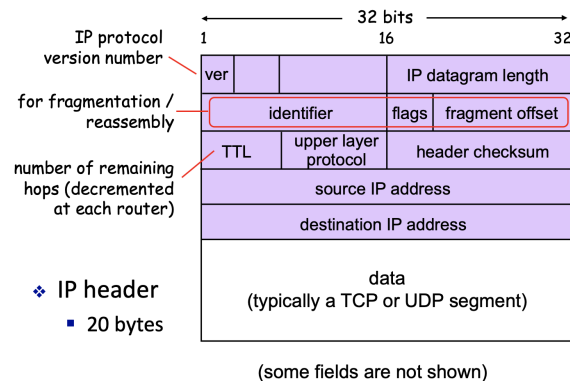 32 bits
1 16 32
IP protocol
version number
ver
IP datagram length
for fragmentation /
reassembly
identifier
flags
fragment offset
number of remaining
hops (decremented
at each router)
TTL
upper layer
protocol
header checksum
source IP address
destination IP address
data
(typically a TCP or UDP segment)
❖ IP header
▪ 20 bytes
(some fields are not shown)